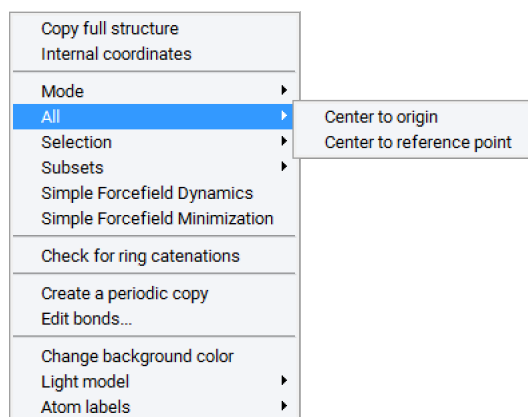 Copy full structure
Internal coordinates
Mode
All
Center to origin
Center to reference point
Selection
Subsets
Simple Forcefield Dynamics
Simple Forcefield Minimization
Check for ring catenations
Create a periodic copy
Edit bonds...
Change background color
Light model
Atom labels